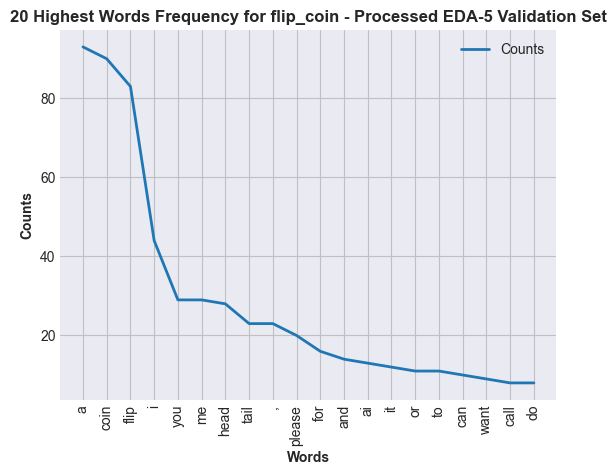 20 Highest Words Frequency for flip_coin - Processed EDA-5 Validation Set
Counts
80
60
40
20
Counts
a
coin
flip
i
you
me
head
tail
,
please
for
and
ai
it
or
to
can
want
call
do
Words